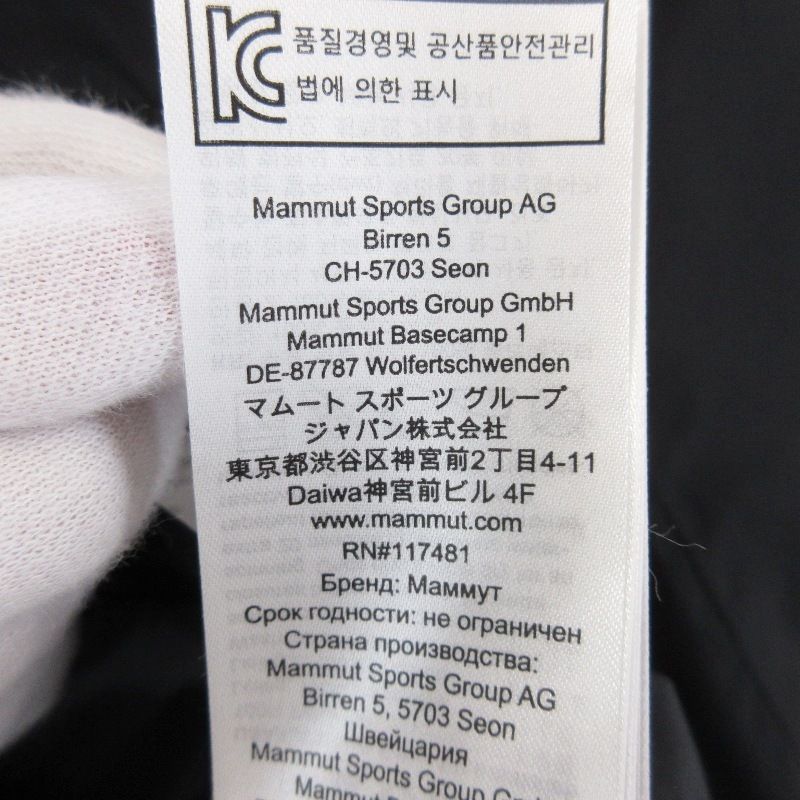 KC 품질경영및 공산품안전관리
법에 의한 표시
Mammut Sports Group AG
Birren 5
CH-5703 Seon
Mammut Sports Group GmbH
Mammut Basecamp 1
DE-87787 Wolfertschwenden
マムート スポーツ グループ
ジャパン株式会社
東京都渋谷区神宮前2丁目4-11
Daiwa神宮前ビル 4F
www.mammut.com
RN#117481
Бренд: Маммут
Срок годности: не ограничен
Страна производства:
Mammut Sports Group AG
Birren 5, 5703 Seon
Швейцария
Mammut Sports Group
Mammut